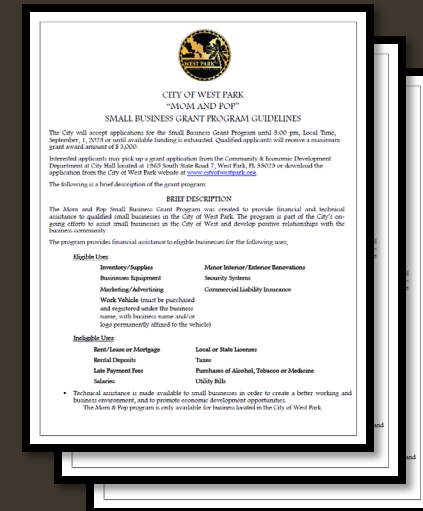 WEST PARK
CITY OF WEST PARK
"MOM AND POP"
SMALL BUSINESS GRANT PROGRAM GUIDELINES
The City will accept applications for the Small Business Grant Program until 5:00 pm, Local Time,
September, 1, 2023 or until available funding is exhausted. Qualified applicants will receive a maximum
grant award amount of $ 3,000.
Interested applicants may pick up a grant application from the Community & Economic Development
Department at City Hall located at 1965 South State Road 7, West Park, FL 33023 or download the
application from the City of West Park website at www.cityofwestpark.org.
The following is a brief description of the grant program:
BRIEF DESCRIPTION
The Mom and Pop Small Business Grant Program was created to provide financial and technical
assistance to qualified small businesses in the City of West Park. The program is part of the City's on-
going efforts to assist small businesses in the City of West and develop positive relationships with the
business community.
The program provides financial assistance to eligible businesses for the following uses;
Eligible Uses:
Inventory/Supplies Minor Interior/Exterior Renovations
Businesses Equipment Security Systems
Marketing/Advertising Commercial Liability Insurance
Work Vehicle (must be purchased
and registered under the business
name, with business name and/or
logo permanently affixed to the vehicle)
Ineligible Uses:
Rent/Lease or Mortgage Local or State Licenses
Rental Deposits Taxes
Late Payment Fees Purchases of Alcohol, Tobacco or Medicine
Salaries Utility Bills
• Technical assistance is made available to small businesses in order to create a better working and
business environment, and to promote economic development opportunities.
The Mom & Pop program is only available for business located in the City of West Park.